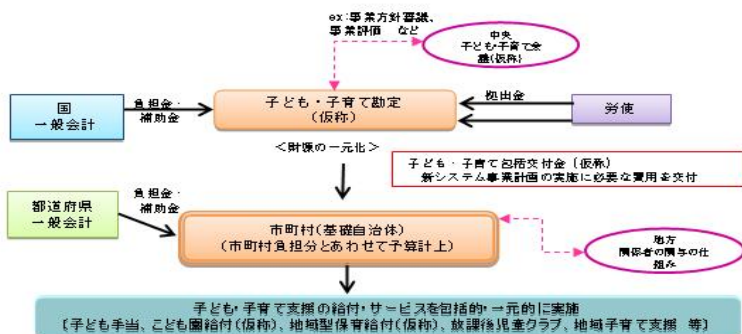 ex:事業方針審議、
事業評価　など
中央
子ども・子育て会
議(仮称)
国
一般会計
負担金・
補助金
子ども・子育て勘定
(仮称)
拠出金
労使
<財源の一元化>
子ども・子育て包括交付金(仮称)
新システム事業計画の実施に必要な費用を交付
都道府県
一般会計
負担金・
補助金
市町村(基礎自治体)
(市町村負担分とあわせて予算計上)
地方
関係者の関与の仕
組み
子ども・子育て支援の給付・サービスを包括的・一元的に実施
〔子ども手当、こども園給付(仮称)、地域型保育給付(仮称)、放課後児童クラブ、地域子育て支援 等〕